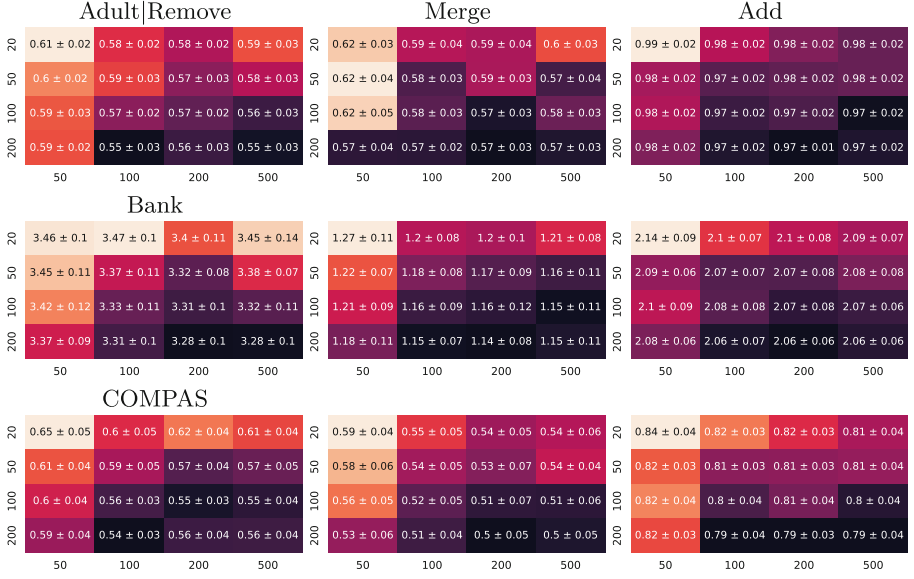 Adult|Remove Merge Add
20 0.61 ± 0.02 0.58 ± 0.02 0.58 ± 0.02 0.59 ± 0.03 20 0.62 ± 0.03 0.59 ± 0.04 0.59 ± 0.04 0.6 ± 0.03 20 0.99 ± 0.02 0.98 ± 0.02 0.98 ± 0.02 0.98 ± 0.02
50 0.6 ± 0.02 0.59 ± 0.03 0.57 ± 0.03 0.58 ± 0.03 50 0.62 ± 0.04 0.58 ± 0.03 0.59 ± 0.03 0.57 ± 0.04 50 0.98 ± 0.02 0.97 ± 0.02 0.98 ± 0.02 0.98 ± 0.02
100 0.59 ± 0.03 0.57 ± 0.02 0.57 ± 0.02 0.56 ± 0.03 100 0.62 ± 0.05 0.58 ± 0.03 0.57 ± 0.03 0.58 ± 0.03 100 0.98 ± 0.02 0.97 ± 0.02 0.97 ± 0.02 0.97 ± 0.02
200 0.59 ± 0.02 0.55 ± 0.03 0.56 ± 0.03 0.55 ± 0.03 200 0.57 ± 0.04 0.57 ± 0.02 0.57 ± 0.03 0.57 ± 0.03 200 0.98 ± 0.02 0.97 ± 0.02 0.97 ± 0.01 0.97 ± 0.02
50 100 200 500 50 100 200 500 50 100 200 500
Bank
20 3.46 ± 0.1 3.47 ± 0.1 3.4 ± 0.11 3.45 ± 0.14 20 1.27 ± 0.11 1.2 ± 0.08 1.2 ± 0.1 1.21 ± 0.08 20 2.14 ± 0.09 2.1 ± 0.07 2.1 ± 0.08 2.09 ± 0.07
50 3.45 ± 0.11 3.37 ± 0.11 3.32 ± 0.08 3.38 ± 0.07 50 1.22 ± 0.07 1.18 ± 0.08 1.17 ± 0.09 1.16 ± 0.11 50 2.09 ± 0.06 2.07 ± 0.07 2.07 ± 0.08 2.08 ± 0.08
100 3.42 ± 0.12 3.33 ± 0.11 3.31 ± 0.1 3.32 ± 0.11 100 1.21 ± 0.09 1.16 ± 0.09 1.16 ± 0.12 1.15 ± 0.11 100 2.1 ± 0.09 2.08 ± 0.08 2.07 ± 0.08 2.07 ± 0.06
200 3.37 ± 0.09 3.31 ± 0.1 3.28 ± 0.1 3.28 ± 0.1 200 1.18 ± 0.11 1.15 ± 0.07 1.14 ± 0.08 1.15 ± 0.11 200 2.08 ± 0.06 2.06 ± 0.07 2.06 ± 0.06 2.06 ± 0.06
50 100 200 500 50 100 200 500 50 100 200 500
COMPAS
20 0.65 ± 0.05 0.6 ± 0.05 0.62 ± 0.04 0.61 ± 0.04 20 0.59 ± 0.04 0.55 ± 0.05 0.54 ± 0.05 0.54 ± 0.06 20 0.84 ± 0.04 0.82 ± 0.03 0.82 ± 0.03 0.81 ± 0.04
50 0.61 ± 0.04 0.59 ± 0.05 0.57 ± 0.04 0.57 ± 0.05 50 0.58 ± 0.06 0.54 ± 0.05 0.53 ± 0.07 0.54 ± 0.04 50 0.82 ± 0.03 0.81 ± 0.03 0.81 ± 0.03 0.81 ± 0.04
100 0.6 ± 0.04 0.56 ± 0.03 0.55 ± 0.03 0.55 ± 0.04 100 0.56 ± 0.05 0.52 ± 0.05 0.51 ± 0.07 0.51 ± 0.06 100 0.82 ± 0.04 0.8 ± 0.04 0.81 ± 0.04 0.8 ± 0.04
200 0.59 ± 0.04 0.54 ± 0.03 0.56 ± 0.04 0.56 ± 0.04 200 0.53 ± 0.06 0.51 ± 0.04 0.5 ± 0.05 0.5 ± 0.05 200 0.82 ± 0.03 0.79 ± 0.04 0.79 ± 0.04 0.79 ± 0.04
50 100 200 500 50 100 200 500 50 100 200 500